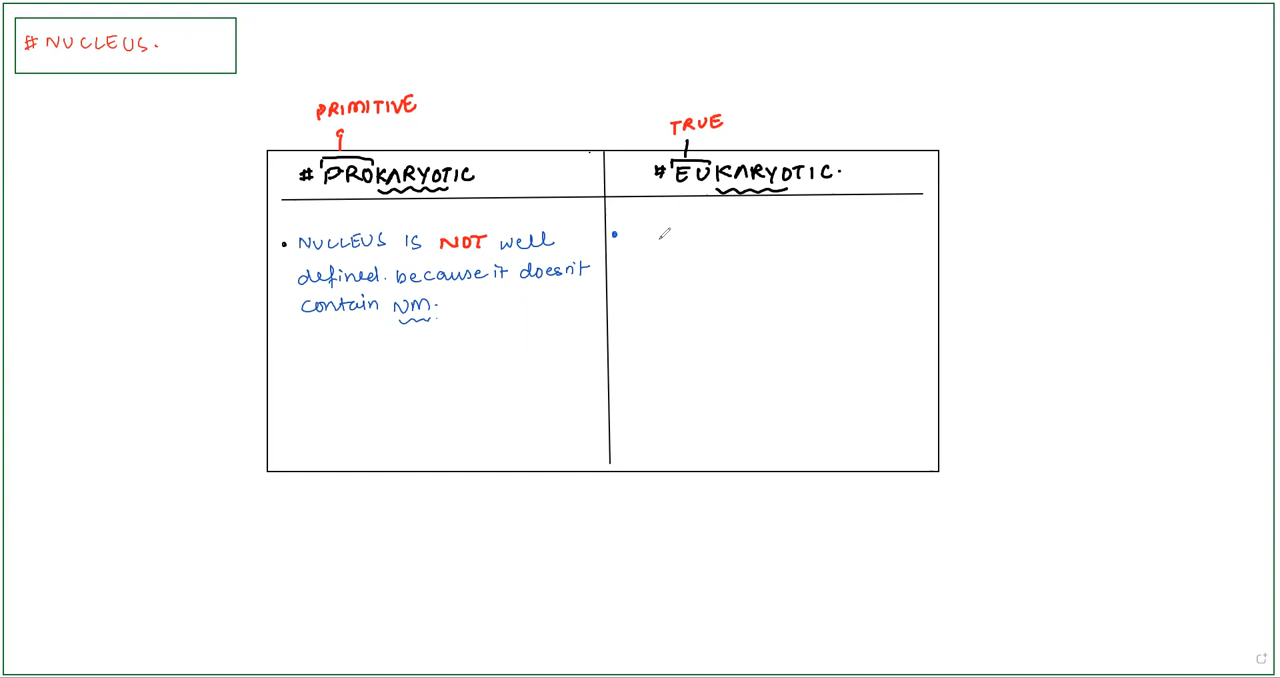 # NUCLEUS.
PRIMITIVE
TRUE
# PROKARYOTIC
# EUKARYOTIC.
• NUCLEUS IS NOT well
defined. because it doesn't
contain NM.
•